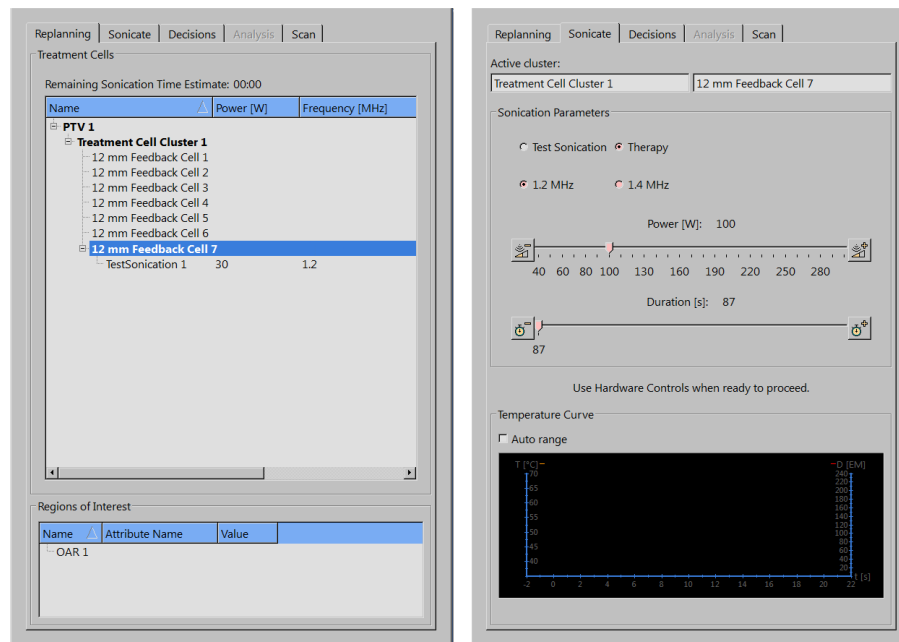 Replanning Sonicate Decisions Analysis Scan
Treatment Cells
Remaining Sonication Time Estimate: 00:00
Name Power [W] Frequency [MHz]
PTV 1
Treatment Cell Cluster 1
12 mm Feedback Cell 1
12 mm Feedback Cell 2
12 mm Feedback Cell 3
12 mm Feedback Cell 4
12 mm Feedback Cell 5
12 mm Feedback Cell 6
12 mm Feedback Cell 7
TestSonication 1 30 1.2
Regions of Interest
Name Attribute Name Value
OAR 1
Replanning Sonicate Decisions Analysis Scan
Active cluster:
Treatment Cell Cluster 1 12 mm Feedback Cell 7
Sonication Parameters
Test Sonication Therapy
1.2 MHz 1.4 MHz
Power [W]: 100
40 60 80 100 130 160 190 220 250 280
Duration [s]: 87
87
Use Hardware Controls when ready to proceed.
Temperature Curve
Auto range
T [°C] D [EM]
70 240
220
65 200
60 180
160
55 140
120
50 100
80
45 60
40 40
20
t [s]
-2 0 2 4 6 8 10 12 14 16 18 20 22